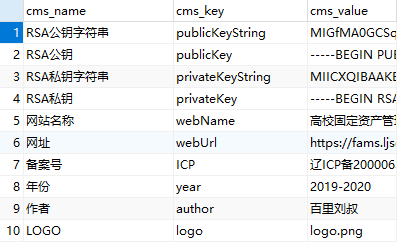 cms_name cms_key cms_value
1 RSA公钥字符串 publicKeyString MIGfMA0GCSq
2 RSA公钥 publicKey -----BEGIN PUB
3 RSA私钥字符串 privateKeyString MIICXQIBAAKB
4 RSA私钥 privateKey -----BEGIN RSA
5 网站名称 webName 高校固定资产管理
6 网址 webUrl https://fams.ljs
7 备案号 ICP 辽ICP备200006
8 年份 year 2019-2020
9 作者 author 百里刘叔
10 LOGO logo logo.png